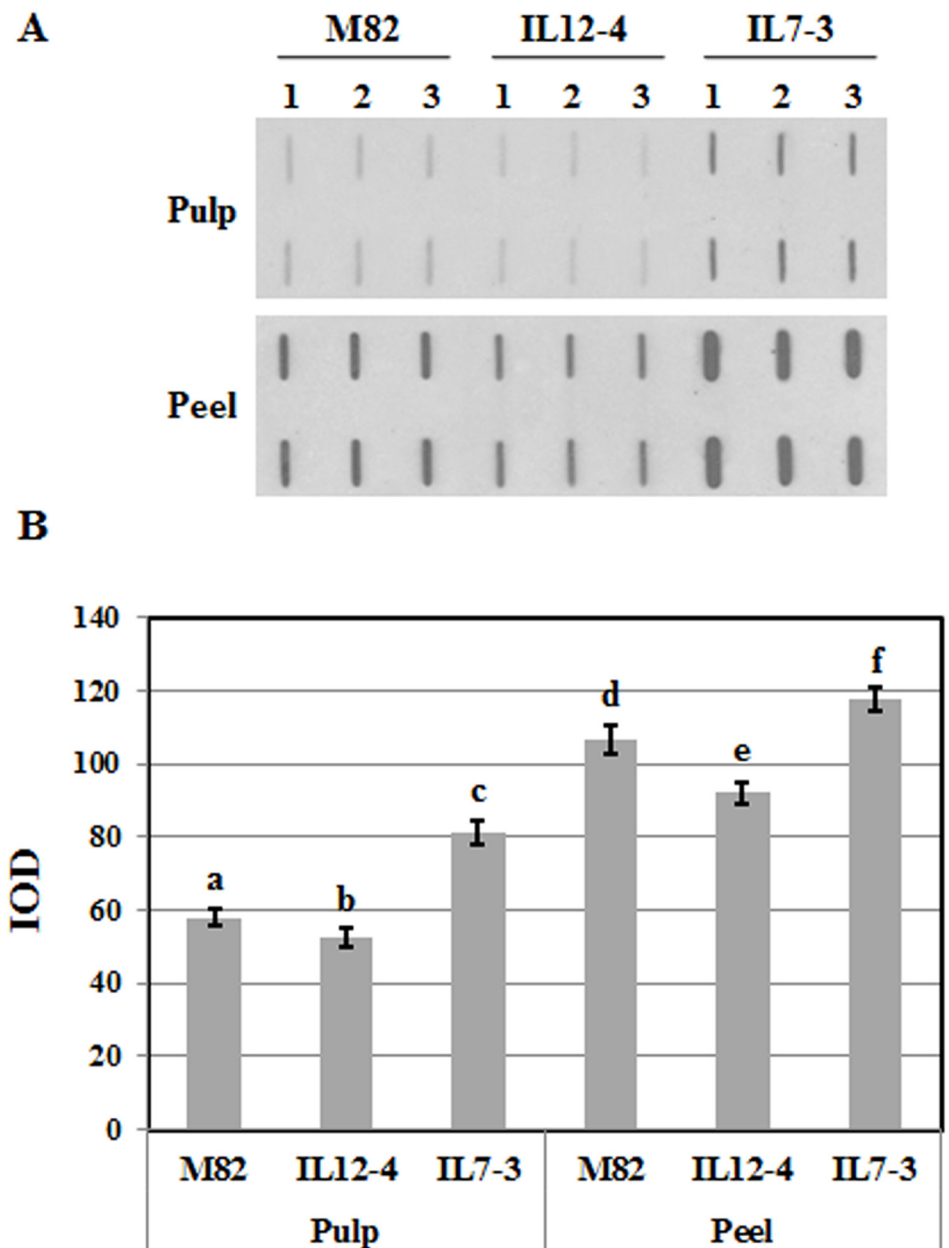 A
M82 IL12-4 IL7-3
1 2 3 1 2 3 1 2 3
Pulp
Peel
B
140
120
100
80
60
40
20
0
IOD
a b c d e f
M82 IL12-4 IL7-3 M82 IL12-4 IL7-3
Pulp Peel